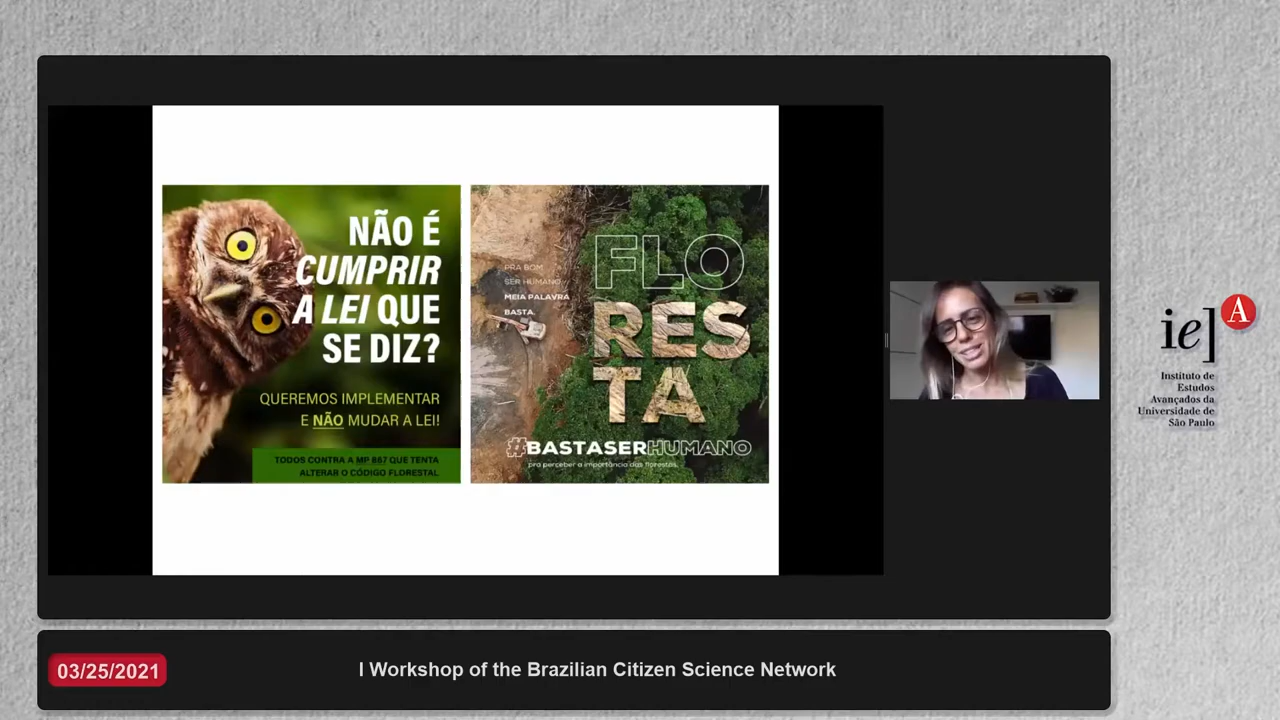 NÃO É
CUMPRIR
A LEI QUE
SE DIZ?
QUEREMOS IMPLEMENTAR
E NÃO MUDAR A LEI!
TODOS CONTRA A MP 867 QUE TENTA
ALTERAR O CÓDIGO FLORESTAL
PRA BOM
SER HUMANO
MEIA PALAVRA
BASTA.
FLO
RES
TA
#BASTASERHUMANO
pra perceber a importância das florestas.
ie]A
Instituto de
Estudos
Avançados da
Universidade de
São Paulo
03/25/2021
I Workshop of the Brazilian Citizen Science Network